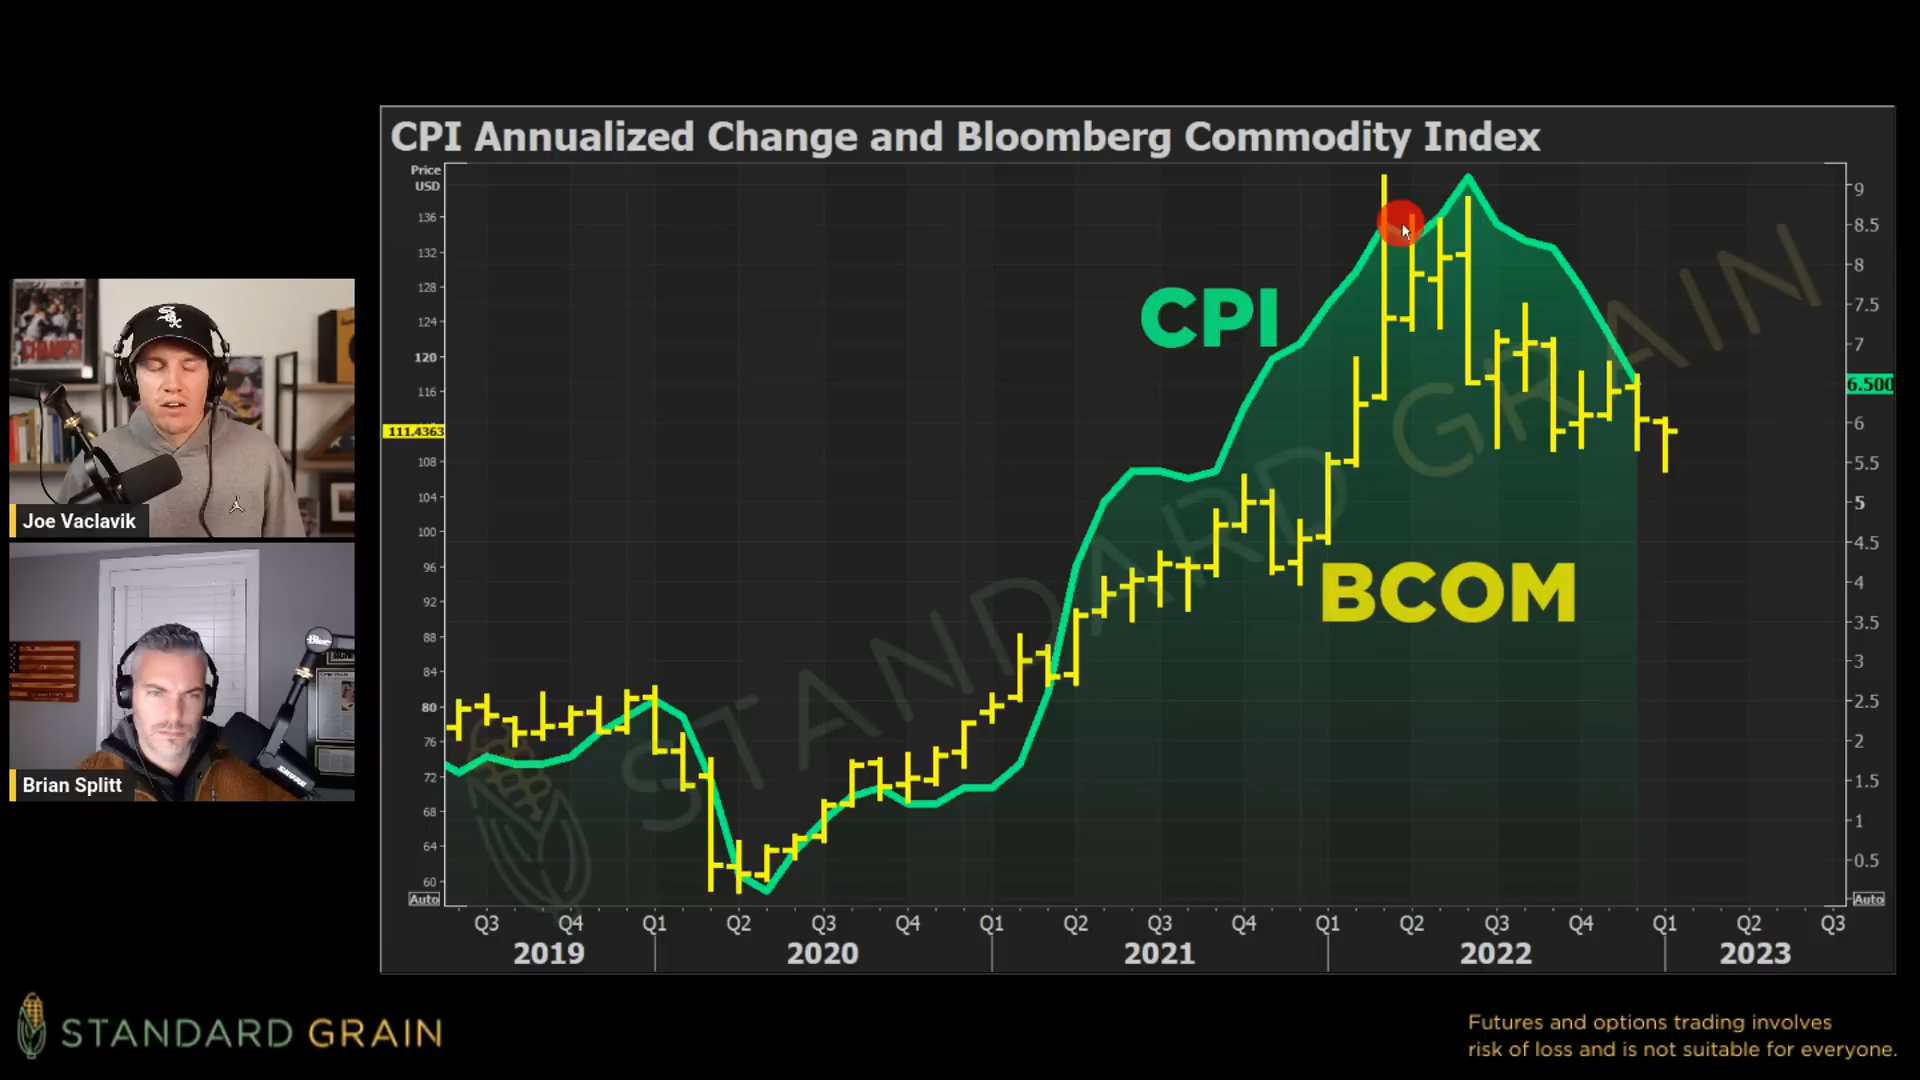 CPI Annualized Change and Bloomberg Commodity Index
Price
USD
136
132
128
124
120
116
111.4363
108
104
100
96
92
88
84
80
76
72
68
64
60
Auto
9
8.5
8
7.5
7
6.500
6
5.5
5
4.5
4
3.5
3
2.5
2
1.5
1
0.5
Auto
CPI
BCOM
STANDARD GRAIN
Q3 Q4 Q1 Q2 Q3 Q4 Q1 Q2 Q3 Q4 Q1 Q2 Q3 Q4 Q1 Q2 Q3
2019 2020 2021 2022 2023
Joe Vaclavik
Brian Splitt
Blue
SHURE
STANDARD GRAIN
Futures and options trading involves
risk of loss and is not suitable for everyone.